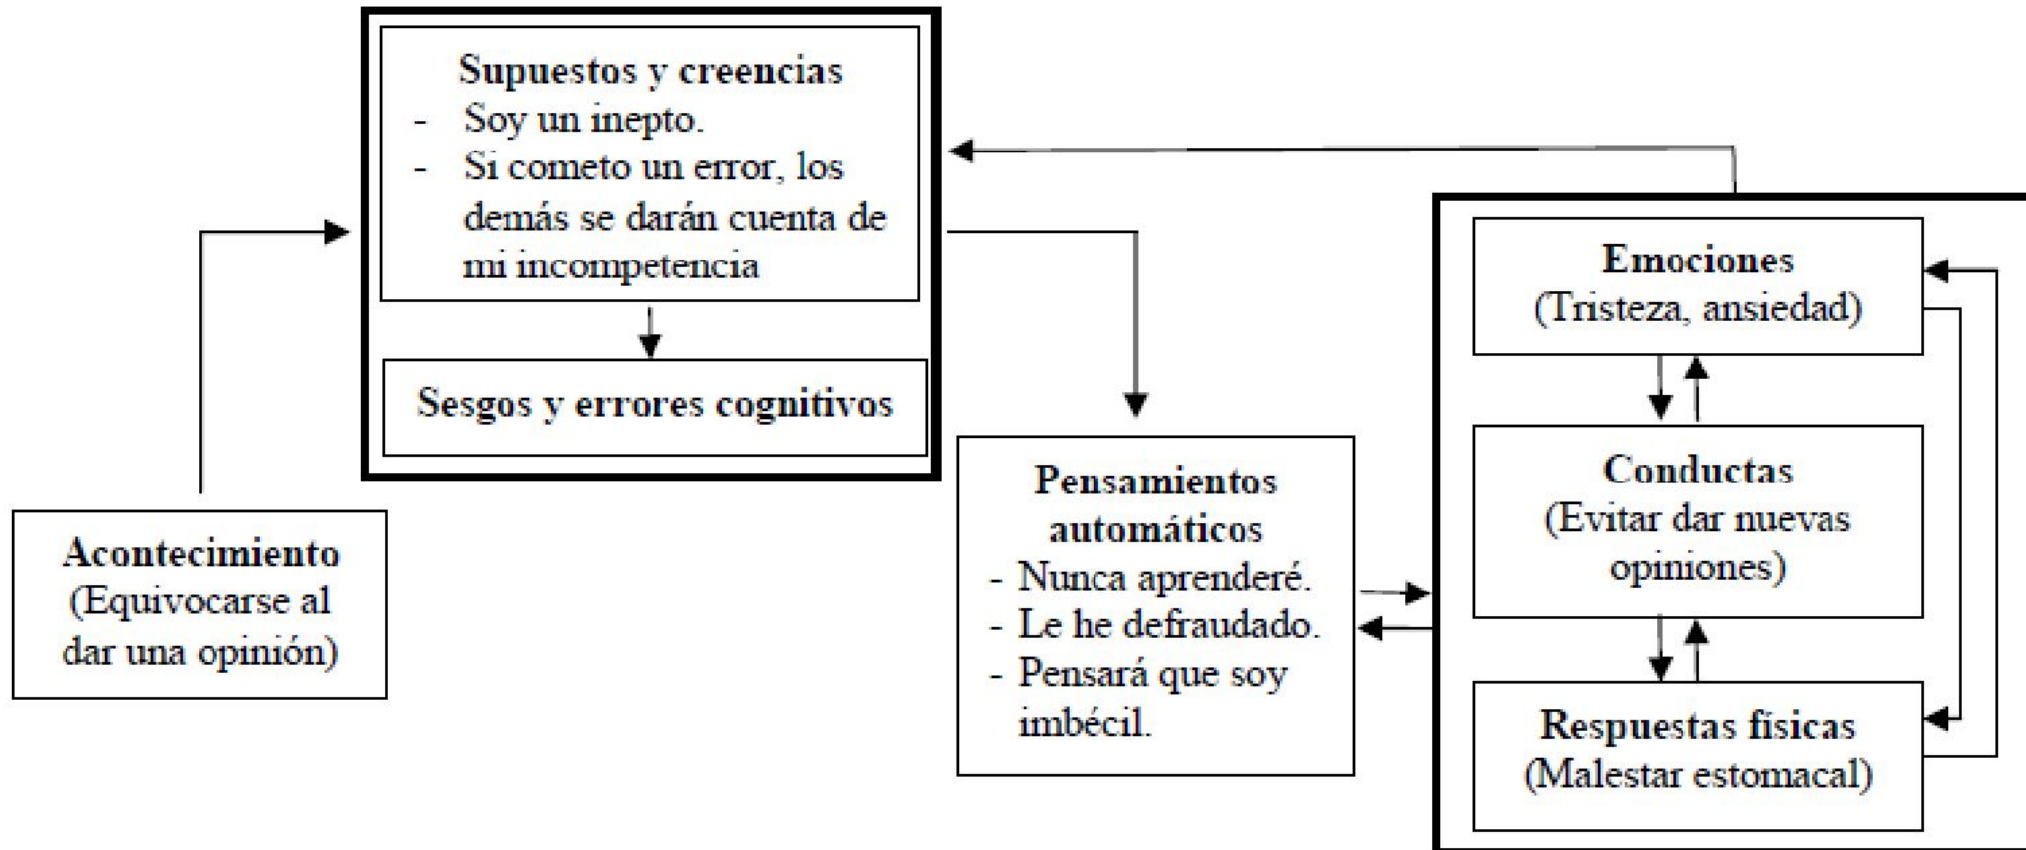 Supuestos y creencias
- Soy un inepto.
- Si cometo un error, los
demás se darán cuenta de
mi incompetencia
Sesgos y errores cognitivos
Acontecimiento
(Equivocarse al
dar una opinión)
Pensamientos
automáticos
- Nunca aprenderé.
- Le he defraudado.
- Pensará que soy
imbécil.
Emociones
(Tristeza, ansiedad)
Conductas
(Evitar dar nuevas
opiniones)
Respuestas físicas
(Malestar estomacal)